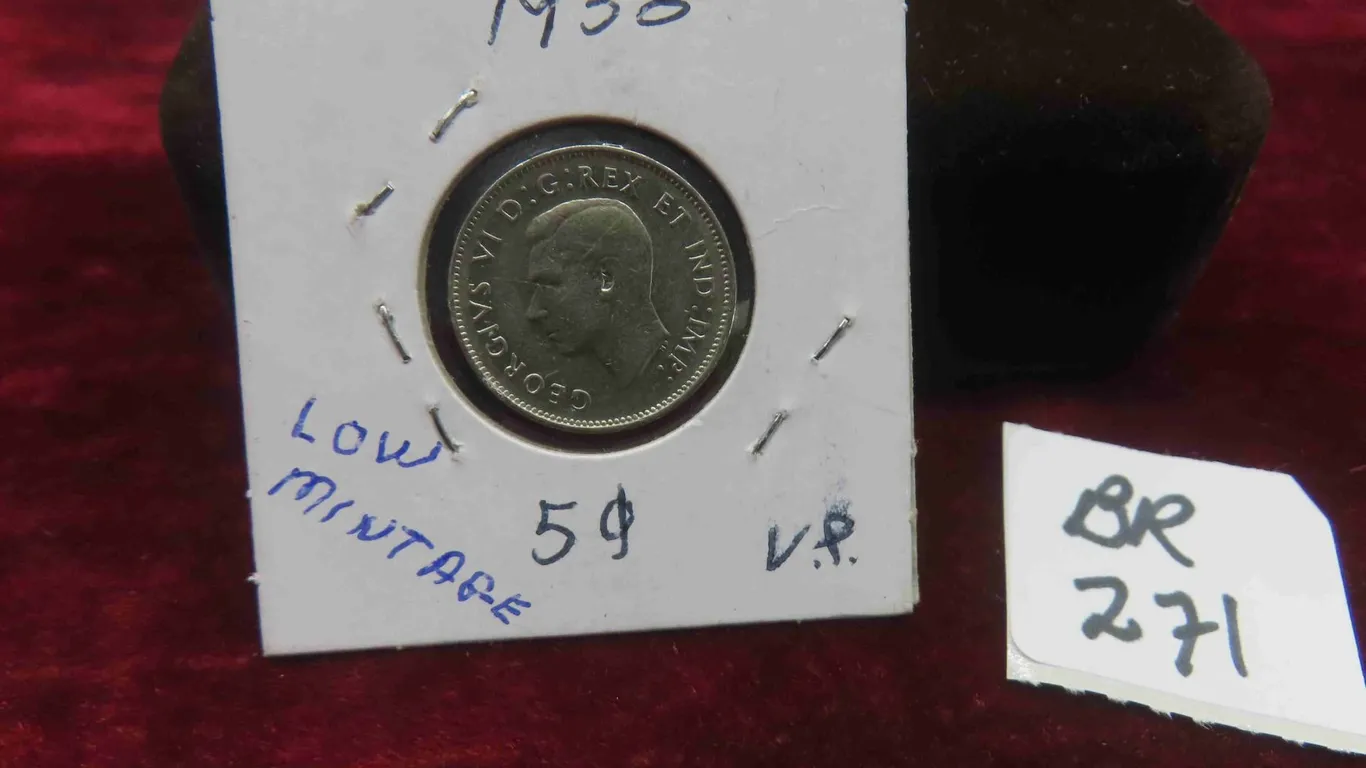 1938
GEORGIVS VI D:G:REX ET IND:IMP:
LOW
MINTAGE
5¢
V.P.
BR
271